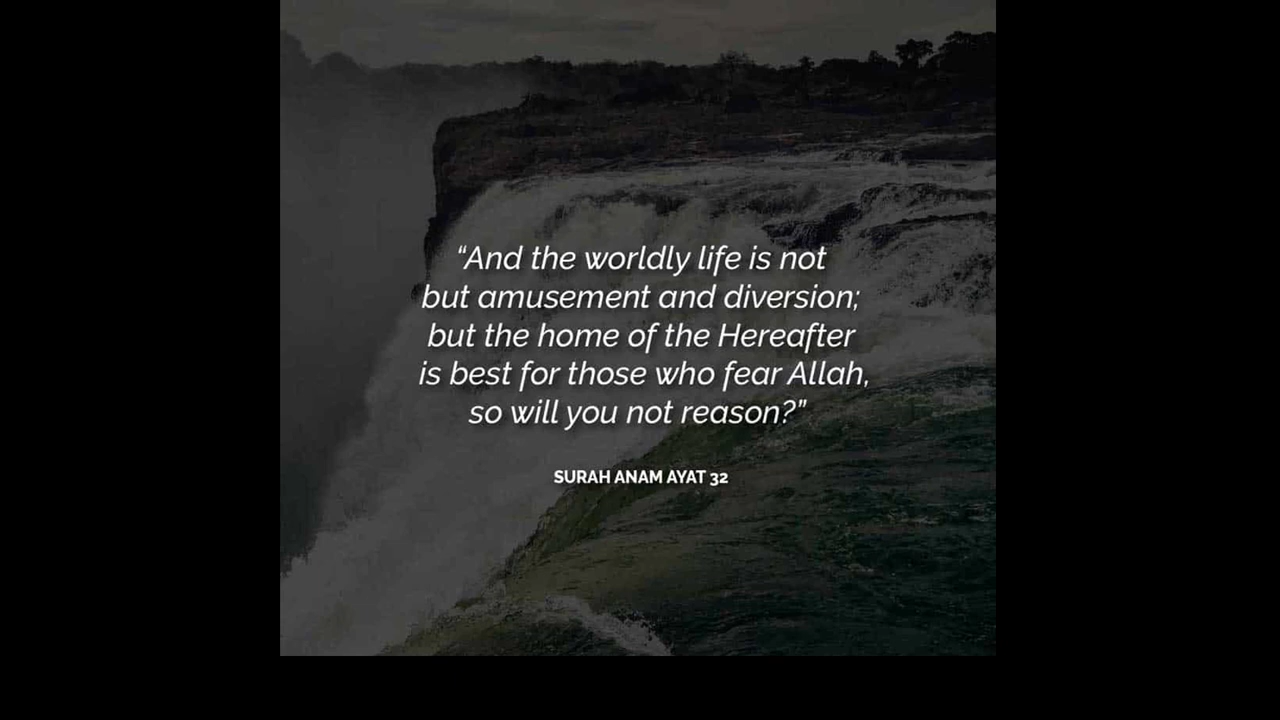 “And the worldly life is not
but amusement and diversion;
but the home of the Hereafter
is best for those who fear Allah,
so will you not reason?”
SURAH ANAM AYAT 32